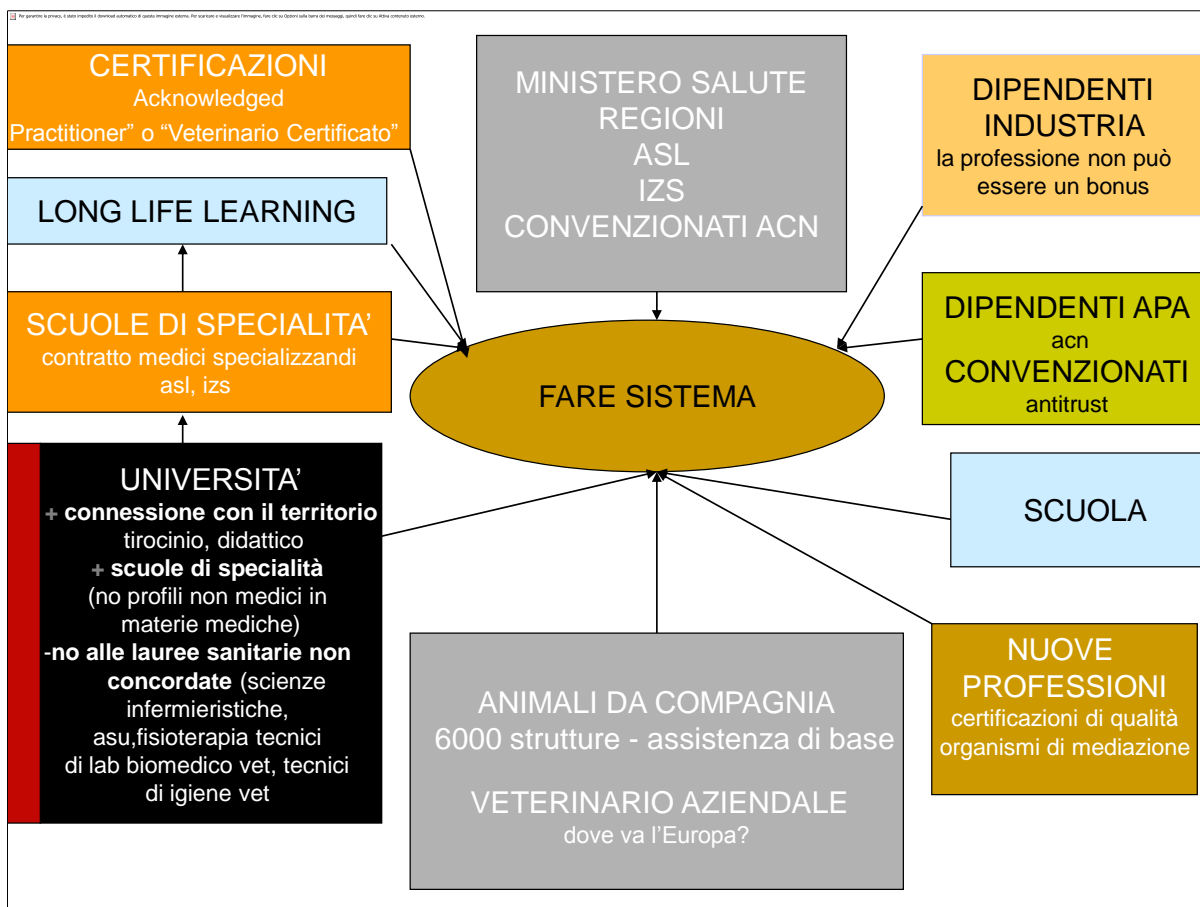 Per garantire la privacy, è stato impedito il download automatico di questa immagine esterna. Per scaricare e visualizzare l'immagine, fare clic su Opzioni sulla barra dei messaggi, quindi fare clic su Attiva contenuto esterno.
CERTIFICAZIONI
Acknowledged
Practitioner” o “Veterinario Certificato”
LONG LIFE LEARNING
SCUOLE DI SPECIALITA’
contratto medici specializzandi
asl, izs
UNIVERSITA’
+ connessione con il territorio
tirocinio, didattico
+ scuole di specialità
(no profili non medici in
materie mediche)
-no alle lauree sanitarie non
concordate (scienze
infermieristiche,
asu,fisioterapia tecnici
di lab biomedico vet, tecnici
di igiene vet
MINISTERO SALUTE
REGIONI
ASL
IZS
CONVENZIONATI ACN
FARE SISTEMA
ANIMALI DA COMPAGNIA
6000 strutture - assistenza di base
VETERINARIO AZIENDALE
dove va l’Europa?
DIPENDENTI
INDUSTRIA
la professione non può
essere un bonus
DIPENDENTI APA
acn
CONVENZIONATI
antitrust
SCUOLA
NUOVE
PROFESSIONI
certificazioni di qualità
organismi di mediazione